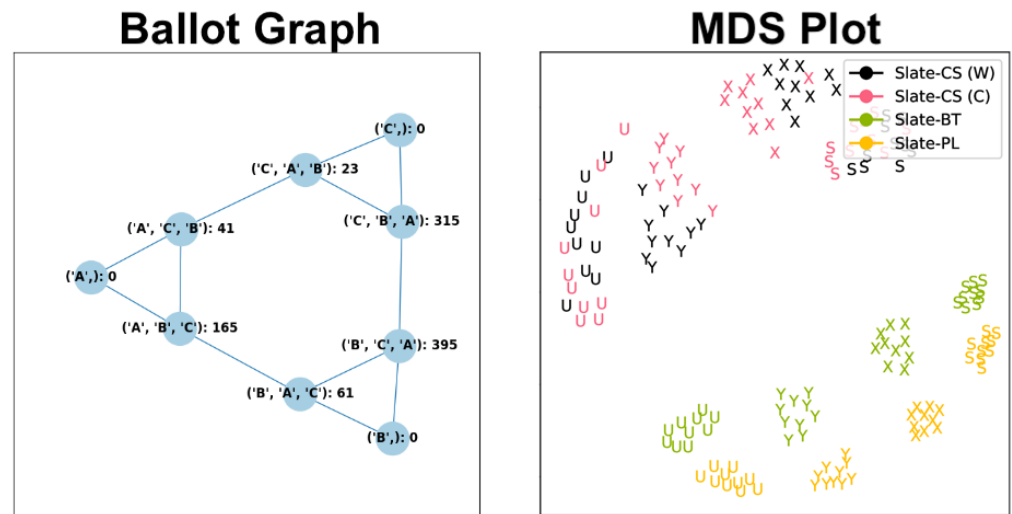 Ballot Graph
('C',): 0
('C', 'A', 'B'): 23
('C', 'B', 'A'): 315
('A', 'C', 'B'): 41
('A',): 0
('A', 'B', 'C'): 165
('B', 'C', 'A'): 395
('B', 'A', 'C'): 61
('B',): 0
MDS Plot
Slate-CS (W)
Slate-CS (C)
Slate-BT
Slate-PL